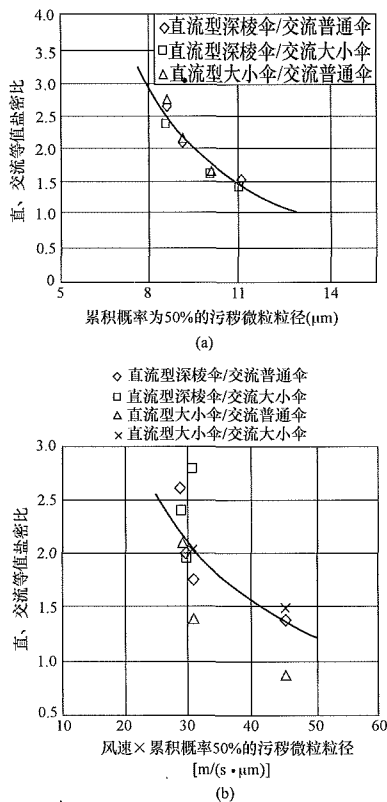 4.0
3.5
3.0
2.5
2.0
1.5
1.0
0.5
0
直、交流等值盐密比
◇直流型深棱伞/交流普通伞
□直流型深棱伞/交流大小伞
△直流型大小伞/交流普通伞
5 8 11 14
累积概率为50%的污秽微粒粒径(μm)
(a)
◇ 直流型深棱伞/交流普通伞
□ 直流型深棱伞/交流大小伞
△ 直流型大小伞/交流普通伞
× 直流型大小伞/交流大小伞
3.0
2.5
2.0
1.5
1.0
0.5
直、交流等值盐密比
10 20 30 40 50 60
风速×累积概率50%的污秽微粒粒径
[m/(s·μm)]
(b)